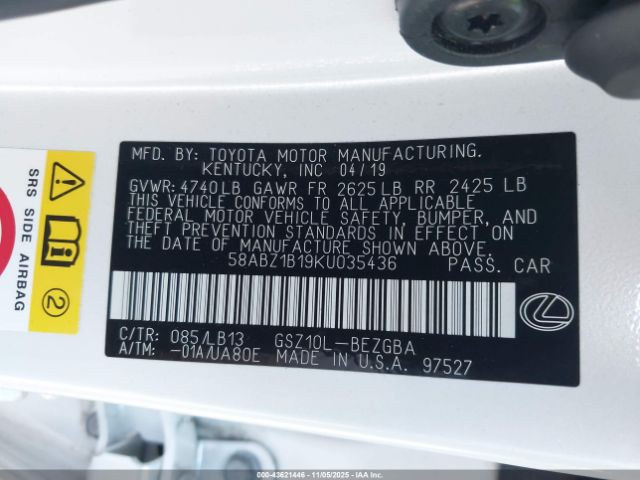 MFD. BY: TOYOTA MOTOR MANUFACTURING.
KENTUCKY, INC 04/19
GVWR: 4740LB GAWR FR 2625LB RR 2425 LB
THIS VEHICLE CONFORMS TO ALL APPLICABLE
FEDERAL MOTOR VEHICLE SAFETY, BUMPER, AND
THEFT PREVENTION STANDARDS IN EFFECT ON
THE DATE OF MANUFACTURE SHOWN ABOVE.
58ABZ1B19KU035436 PASS. CAR
C/TR: 085/LB13 GSZ10L-BEZGBA
A/TM: -01A/UA80E MADE IN U.S.A. 97527
SRS SIDE AIRBAG
2
000-43621446 - 11/05/2025 - IAAI.COM